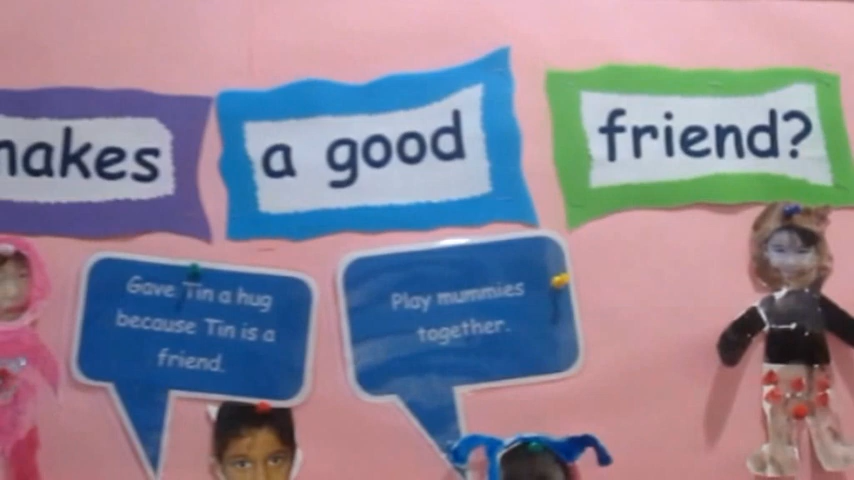 makes a good friend?
Gave Tin a hug
because Tin is a
friend.
Play mummies
together.